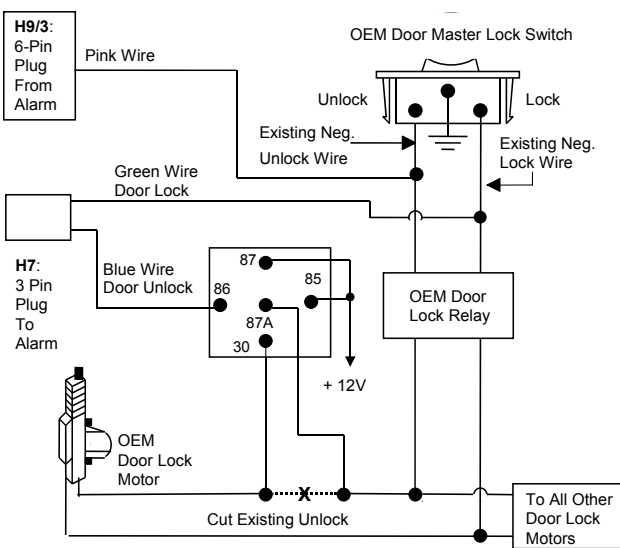 H9/3:
6-Pin
Plug
From
Alarm
Pink Wire
OEM Door Master Lock Switch
Unlock
Lock
Existing Neg.
Unlock Wire
Existing Neg.
Lock Wire
Green Wire
Door Lock
H7:
3 Pin
Plug
To
Alarm
Blue Wire
Door Unlock
87
86
85
87A
30
+ 12V
OEM Door
Lock Relay
OEM
Door Lock
Motor
X
Cut Existing Unlock
To All Other
Door Lock
Motors